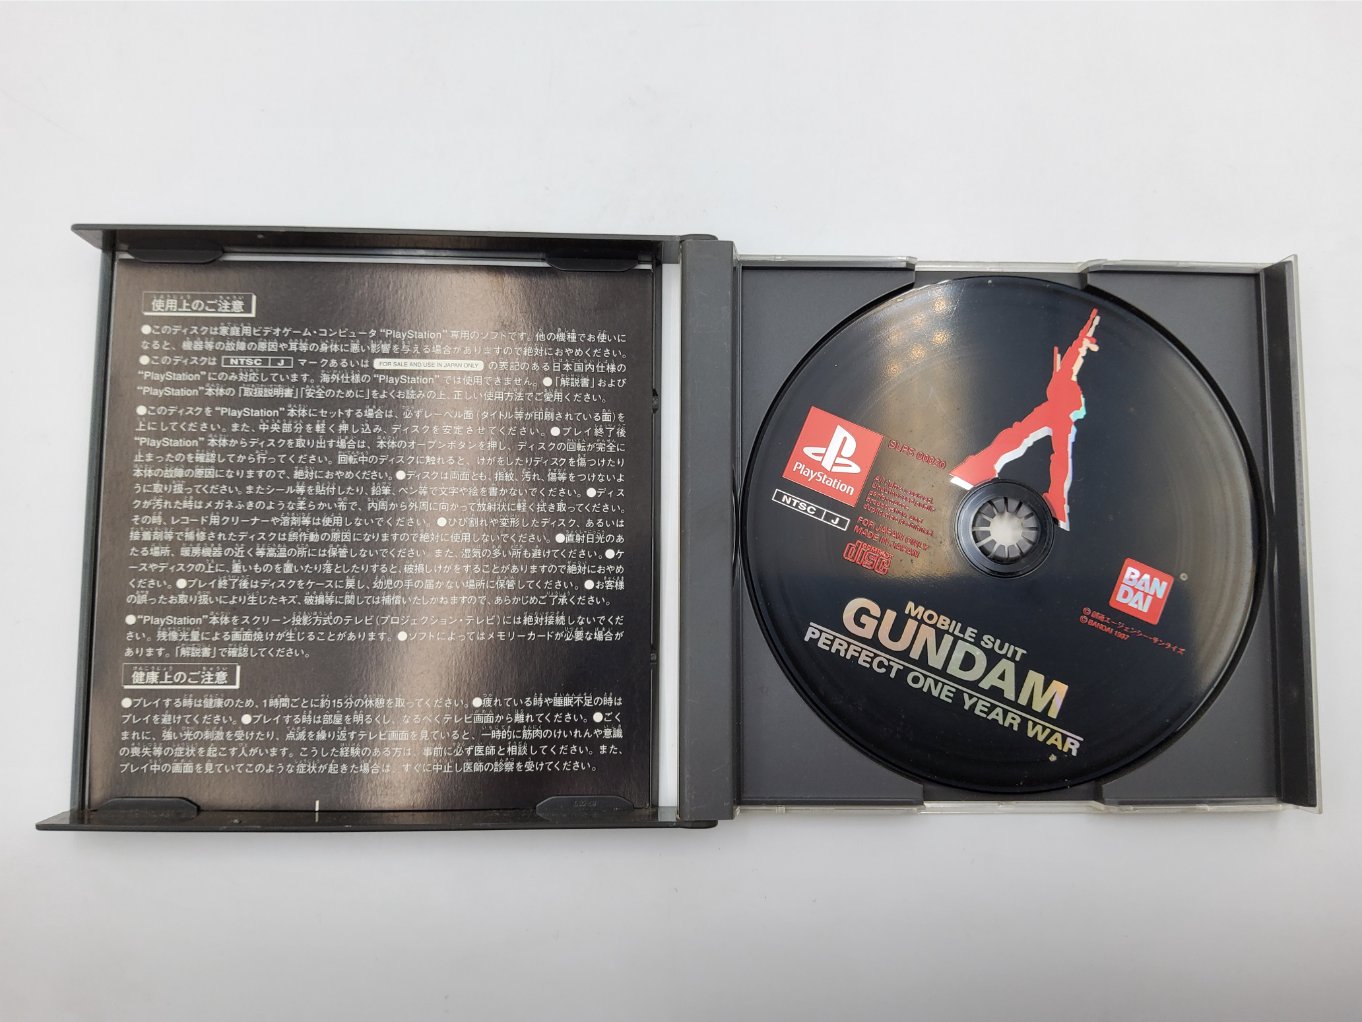 使用上のご注意
●このディスクは家庭用ビデオゲーム・コンピュータ“PlayStation”専用のソフトです。他の機種でお使いに
なると、機器等の故障の原因や耳等の身体に悪い影響を与える場合がありますので絶対におやめください。
●このディスクは NTSC J マークあるいは FOR SALE AND USE IN JAPAN ONLY の表記のある日本国内仕様の
“PlayStation”にのみ対応しています。海外仕様の“PlayStation”では使用できません。●「解説書」および
“PlayStation”本体の「取扱説明書」「安全のために」をよくお読みの上、正しい使用方法でご愛用ください。
●このディスクを“PlayStation”本体にセットする場合は、必ずレーベル面(タイトル等が印刷されている面)を
上にしてください。また、中央部分を軽く押し込み、ディスクを安定させてください。●プレイ終了後
“PlayStation”本体からディスクを取り出す場合は、本体のオープンボタンを押し、ディスクの回転が完全に
止まったのを確認してから行ってください。回転中のディスクに触れると、けがをしたりディスクを傷つけたり
本体の故障の原因になりますので、絶対におやめください。●ディスクは両面とも、指紋、汚れ、傷等をつけないよ
うに取り扱ってください。またシール等を貼付したり、鉛筆、ペン等で文字や絵を書かないでください。●ディス
クが汚れた時はメガネふきのような柔らかい布で、内周から外周に向かって放射状に軽く拭き取ってください。
その時、レコード用クリーナーや溶剤等は使用しないでください。●ひび割れや変形したディスク、あるいは
接着剤等で補修されたディスクは誤作動の原因になりますので絶対に使用しないでください。●直射日光のあ
たる場所、暖房機器の近く等高温の所には保管しないでください。また、湿気の多い所も避けてください。●ケ
ースやディスクの上に、重いものを置いたり落としたりすると、破損しけがをすることがありますので絶対におやめ
ください。●プレイ終了後はディスクをケースに戻し、幼児の手の届かない場所に保管してください。●お客様
の誤ったお取り扱いにより生じたキズ、破損等に関しては補償いたしかねますので、あらかじめご了承ください。
●“PlayStation”本体をスクリーン投影方式のテレビ(プロジェクション・テレビ)には絶対接続しないでくだ
さい。残像光量による画面焼けが生じることがあります。●ソフトによってはメモリーカードが必要な場合が
あります。「解説書」で確認してください。
健康上のご注意
●プレイする時は健康のため、1時間ごとに約15分の休憩を取ってください。●疲れている時や睡眠不足の時は
プレイを避けてください。●プレイする時は部屋を明るくし、なるべくテレビ画面から離れてください。●ごく
まれに、強い光の刺激を受けたり、点滅を繰り返すテレビ画面を見ていると、一時的に筋肉のけいれんや意識
の喪失等の症状を起こす人がいます。こうした経験のある方は、事前に必ず医師と相談してください。また、
プレイ中の画面を見ていてこのような症状が起きた場合は、すぐに中止し医師の診察を受けてください。
PlayStation
NTSC J
SLPS 00820
FOR JAPAN ONLY
MADE IN JAPAN
COMPACT
disc
BAN
DAI
© 創通エージェンシー・サンライズ
© BANDAI 1997
MOBILE SUIT
GUNDAM
PERFECT ONE YEAR WAR